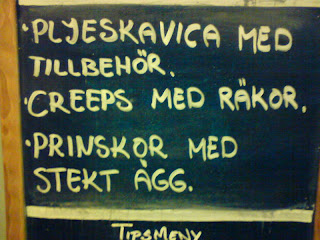 ·PLJESKAVICA MED
TILLBEHÖR.
·CREEPS MED RÄKOR.
·PRINSKOR MED
STEKT ÄGG.
TIPSMENY